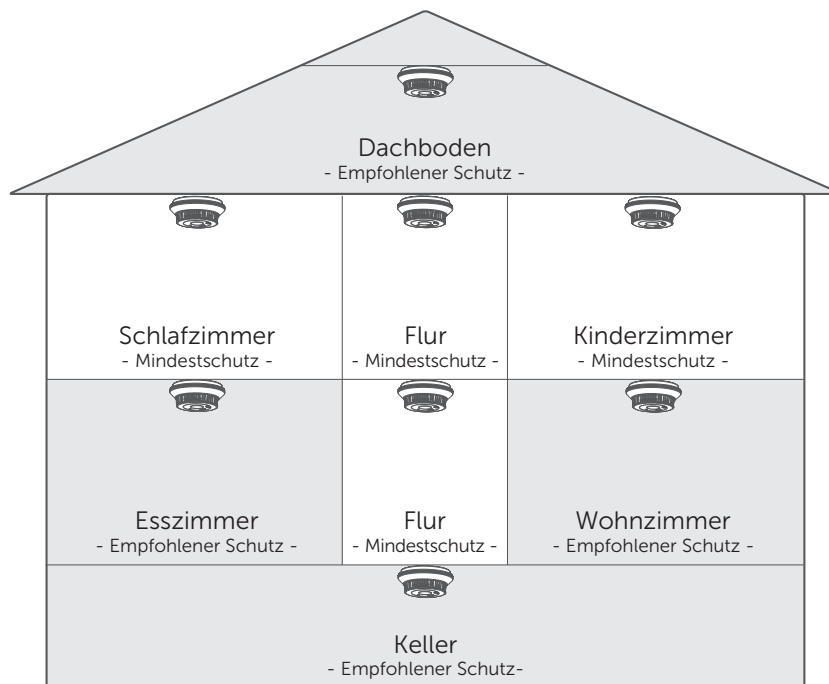 Dachboden
- Empfohlener Schutz -
Schlafzimmer
- Mindestschutz -
Flur
- Mindestschutz -
Kinderzimmer
- Mindestschutz -
Esszimmer
- Empfohlener Schutz -
Flur
- Mindestschutz -
Wohnzimmer
- Empfohlener Schutz -
Keller
- Empfohlener Schutz-